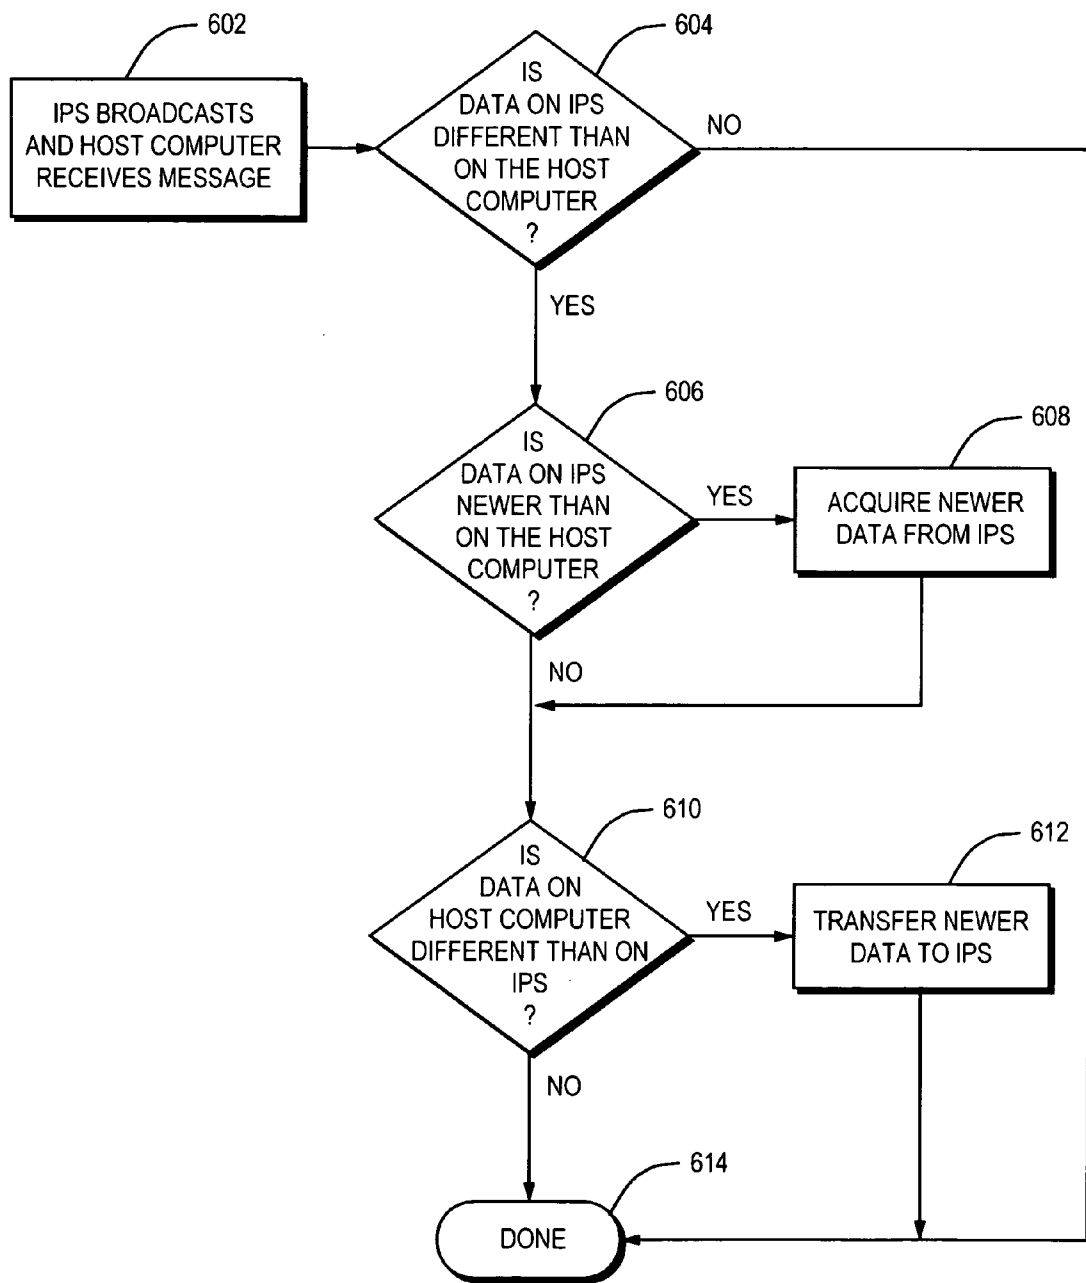 602
IPS BROADCASTS
AND HOST COMPUTER
RECEIVES MESSAGE
604
IS
DATA ON IPS
DIFFERENT THAN
ON THE HOST
COMPUTER
?
NO
YES
606
IS
DATA ON IPS
NEWER THAN
ON THE HOST
COMPUTER
?
YES
608
ACQUIRE NEWER
DATA FROM IPS
NO
610
IS
DATA ON
HOST COMPUTER
DIFFERENT THAN ON
IPS
?
YES
612
TRANSFER NEWER
DATA TO IPS
NO
614
DONE